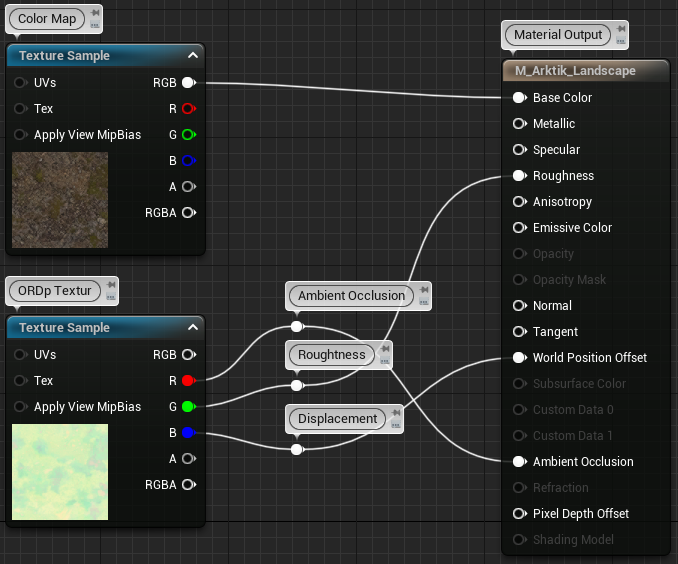 Color Map
Texture Sample
UVs
RGB
Tex
R
Apply View MipBias
G
B
A
RGBA
ORDp Textur
Texture Sample
UVs
RGB
Tex
R
Apply View MipBias
G
B
A
RGBA
Ambient Occlusion
Roughtness
Displacement
Material Output
M_Arktik_Landscape
Base Color
Metallic
Specular
Roughness
Anisotropy
Emissive Color
Opacity
Opacity Mask
Normal
Tangent
World Position Offset
Subsurface Color
Custom Data 0
Custom Data 1
Ambient Occlusion
Refraction
Pixel Depth Offset
Shading Model